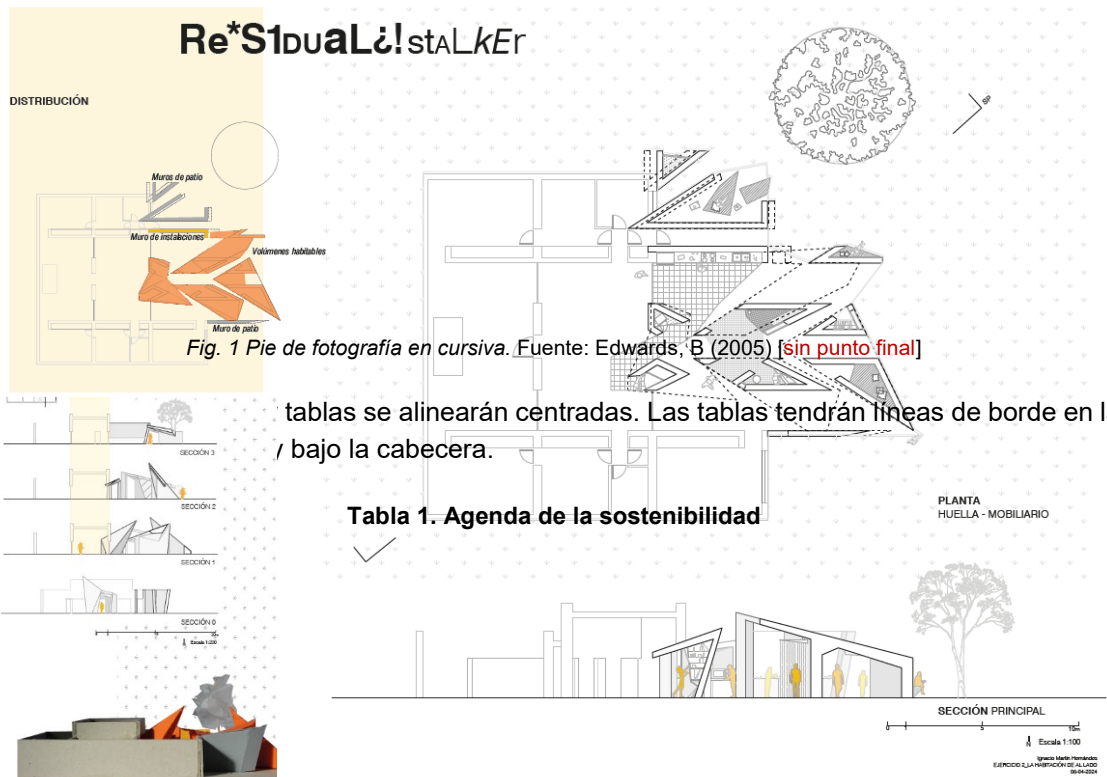 Re*S1DUaL¿! stALkEr
DISTRIBUCIÓN
SP
Muros de patio
Muro de instalaciones
Volúmenes habitables
Muro de patio
Fig. 1 Pie de fotografía en cursiva. Fuente: Edwards, B (2005) [sin punto final]
tablas se alinearán centradas. Las tablas tendrán líneas de borde en l
y bajo la cabecera.
SECCIÓN 3
SECCIÓN 2
PLANTA
HUELLA - MOBILIARIO
Tabla 1. Agenda de la sostenibilidad
SECCIÓN 1
SECCIÓN 0
Escala 1:200
SECCIÓN PRINCIPAL
0 1 5 10m
N Escala 1:100
Ignacio Martín Hernández
EJERCICIO 2_LA HABITACIÓN DE AL LADO
08-04-2024